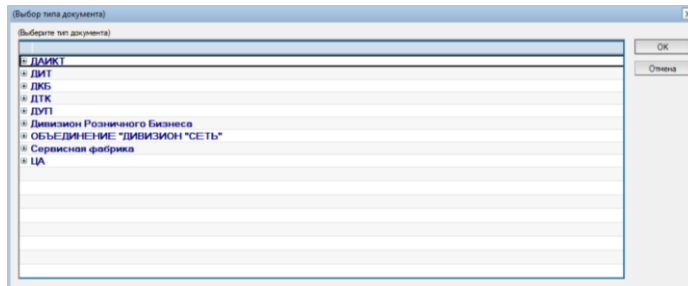 (Выбор типа документа)
(Выберите тип документа)
OK
ДАИКТ
Отмена
ДИТ
ДКБ
ДТК
ДУП
Дивизион Розничного Бизнеса
ОБЪЕДИНЕНИЕ "ДИВИЗИОН "СЕТЬ"
Сервисная фабрика
ЦА